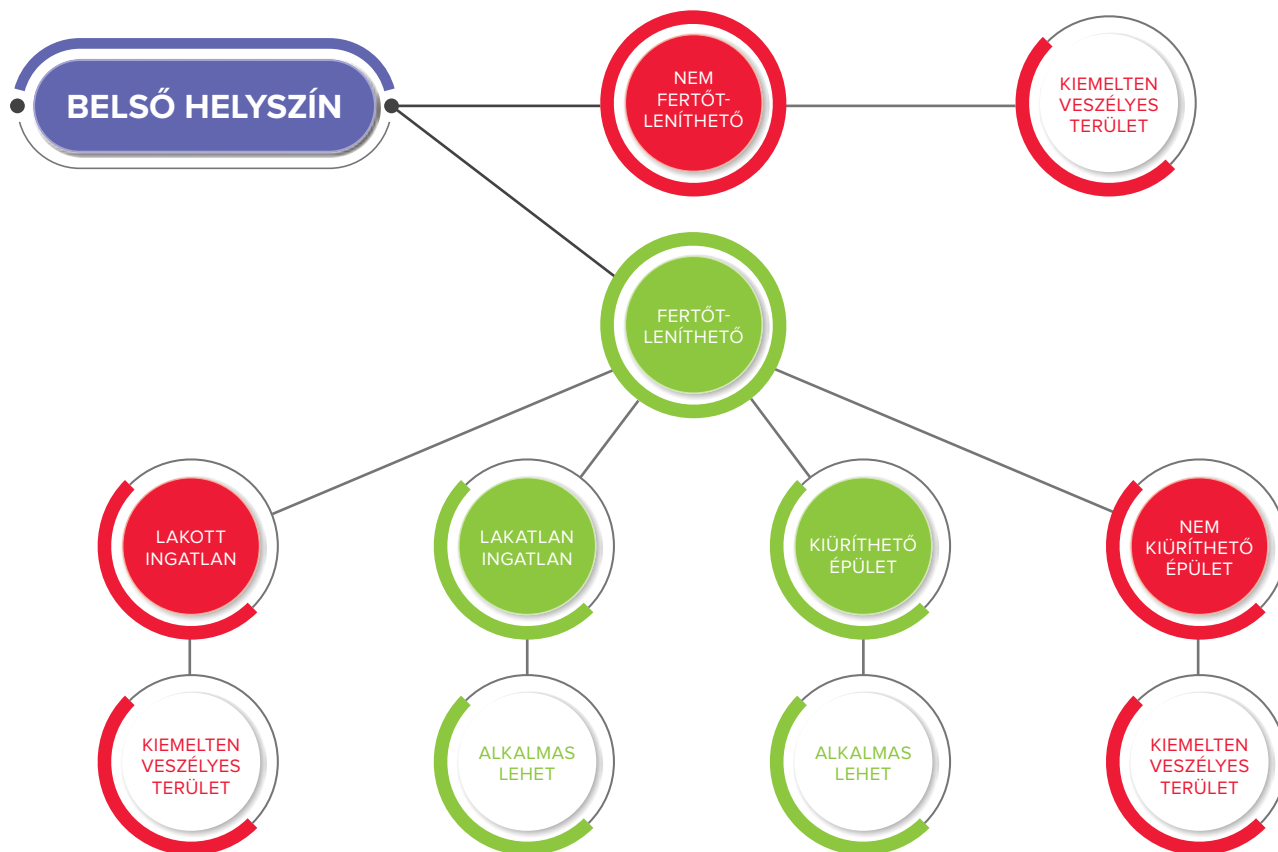 BELSŐ HELYSZÍN
NEM
FERTŐT-
LENÍTHETŐ
KIEMELTEN
VESZÉLYES
TERÜLET
FERTŐT-
LENÍTHETŐ
LAKOTT
INGATLAN
LAKATLAN
INGATLAN
KIÜRÍTHETŐ
ÉPÜLET
NEM
KIÜRÍTHETŐ
ÉPÜLET
KIEMELTEN
VESZÉLYES
TERÜLET
ALKALMAS
LEHET
ALKALMAS
LEHET
KIEMELTEN
VESZÉLYES
TERÜLET